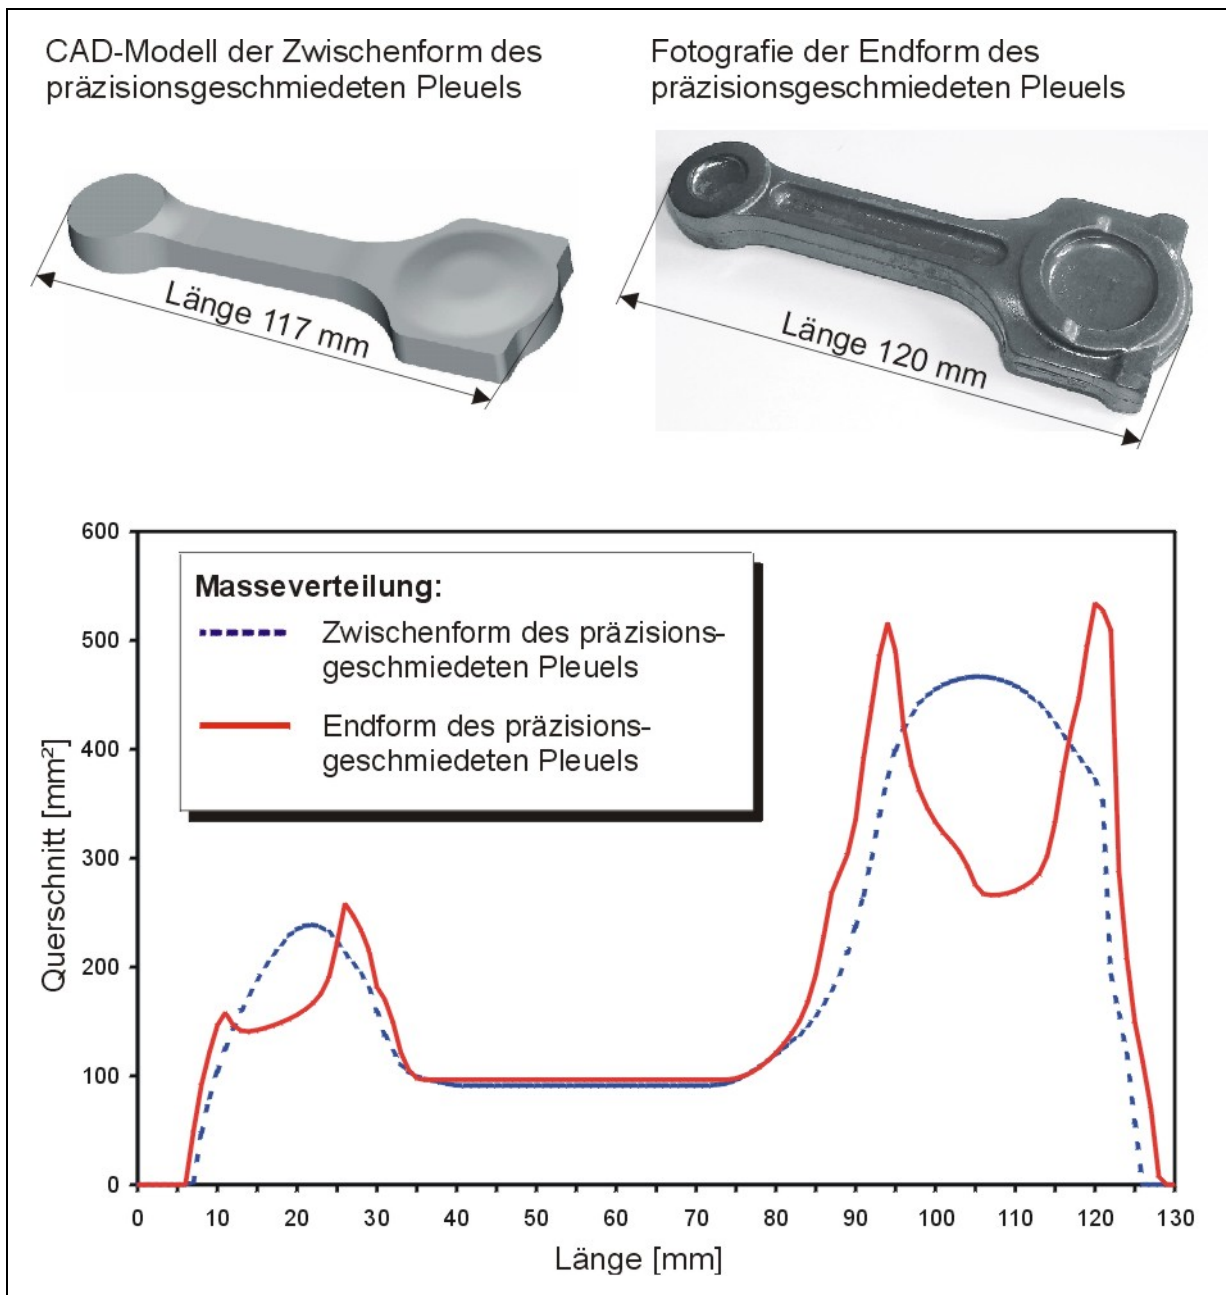 CAD-Modell der Zwischenform des
präzisionsgeschmiedeten Pleuels
Fotografie der Endform des
präzisionsgeschmiedeten Pleuels
Länge 117 mm
Länge 120 mm
600
500
400
300
200
100
0
Querschnitt [mm²]
Masseverteilung:
Zwischenform des präzisions-
geschmiedeten Pleuels
Endform des präzisions-
geschmiedeten Pleuels
0 10 20 30 40 50 60 70 80 90 100 110 120 130
Länge [mm]